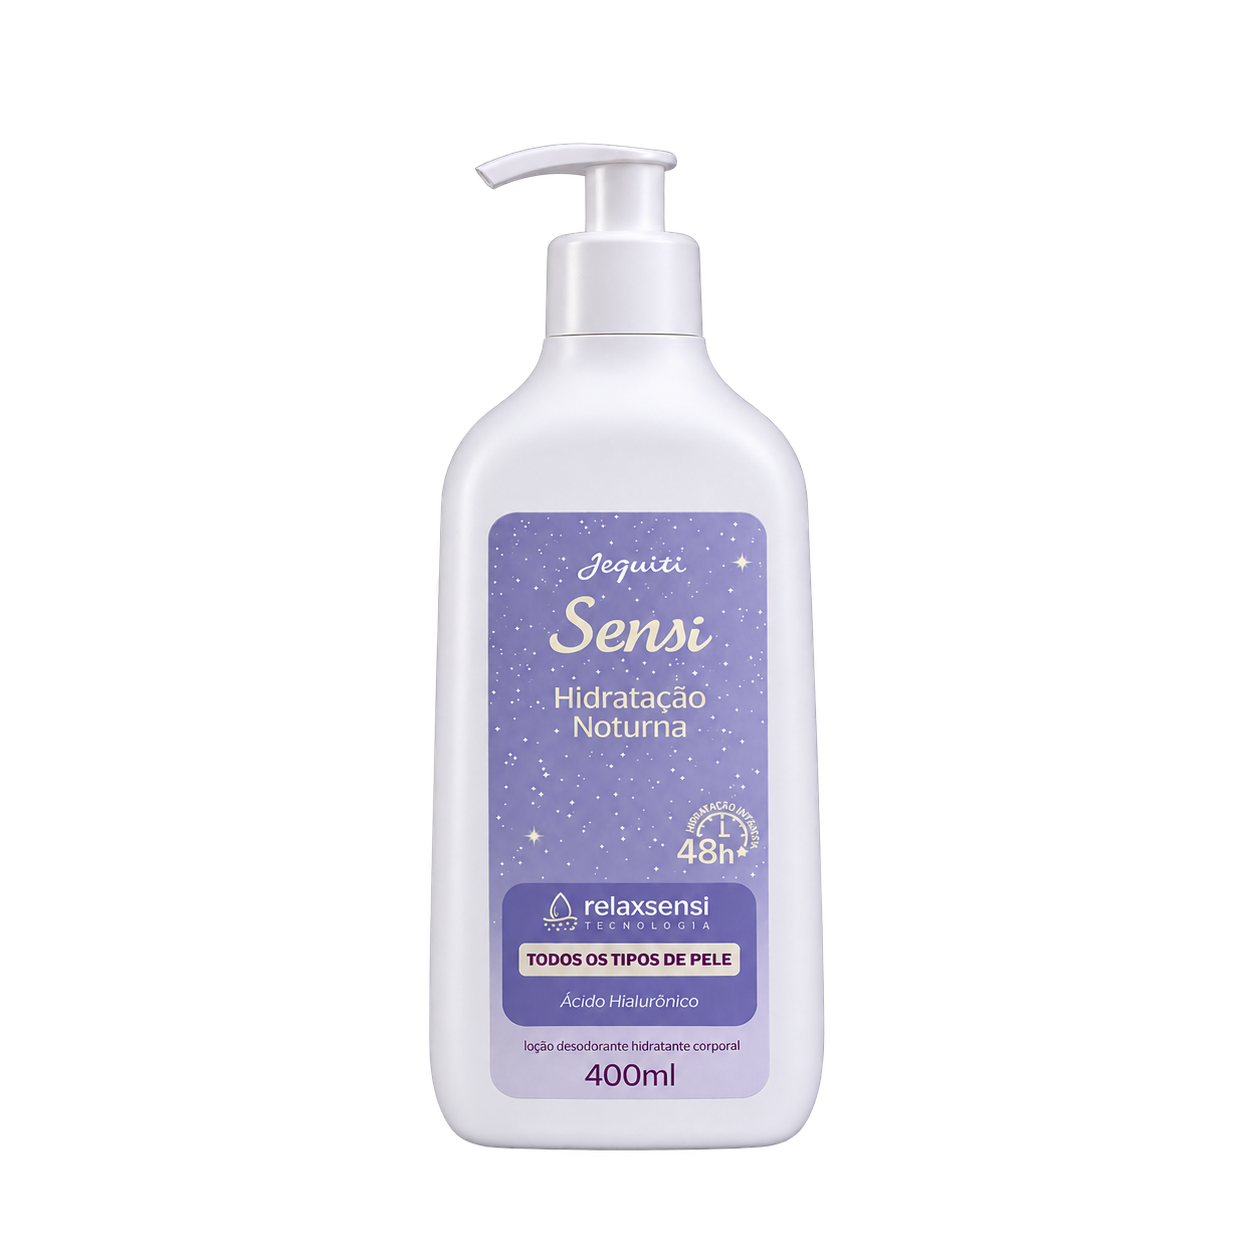 Jequiti
Sensi
Hidratação
Noturna
HIDRATAÇÃO
48h
relaxsensi
TECNOLOGIA
TODOS OS TIPOS DE PELE
Ácido Hialurônico
loção desodorante hidratante corporal
400ml